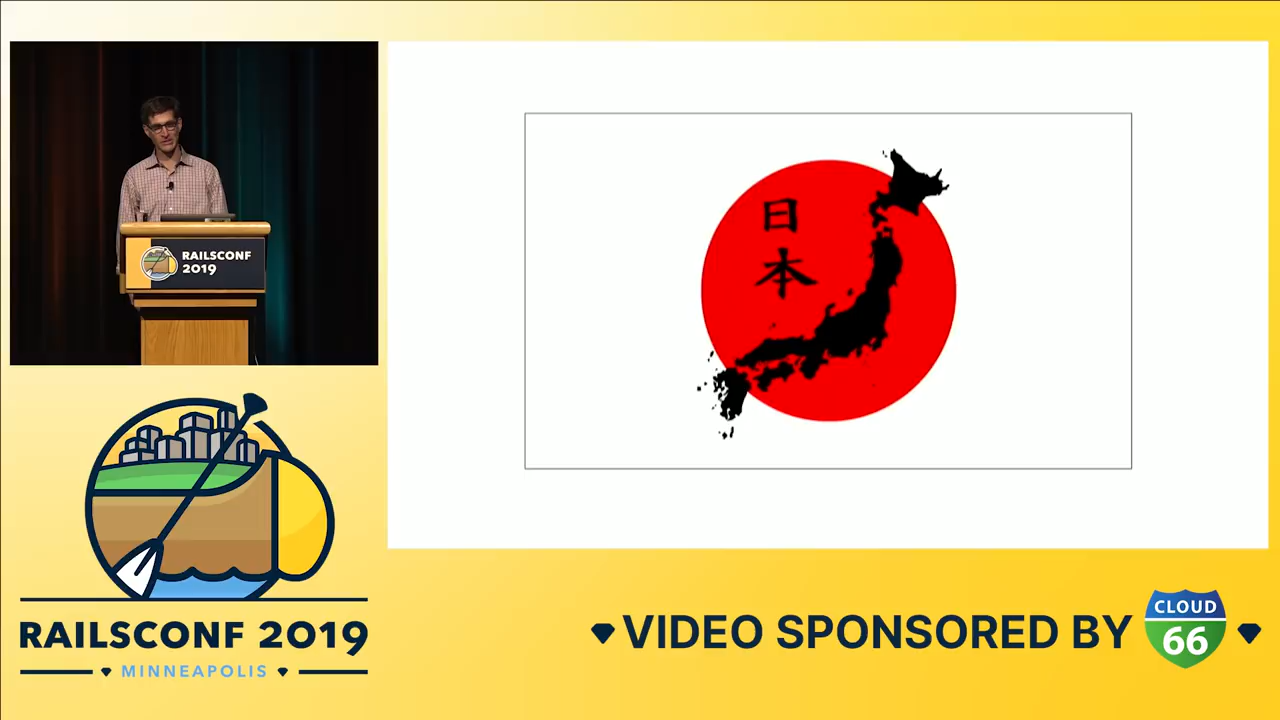 RAILSCONF
2019
日
本
RAILSCONF 2019
MINNEAPOLIS
VIDEO SPONSORED BY
CLOUD
66